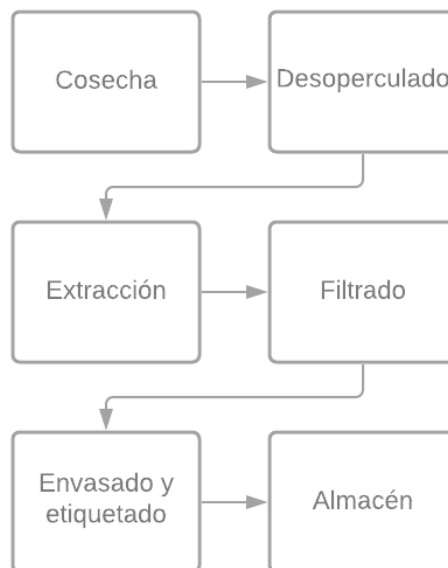 Cosecha
Desoperculado
Extracción
Filtrado
Envasado y
etiquetado
Almacén